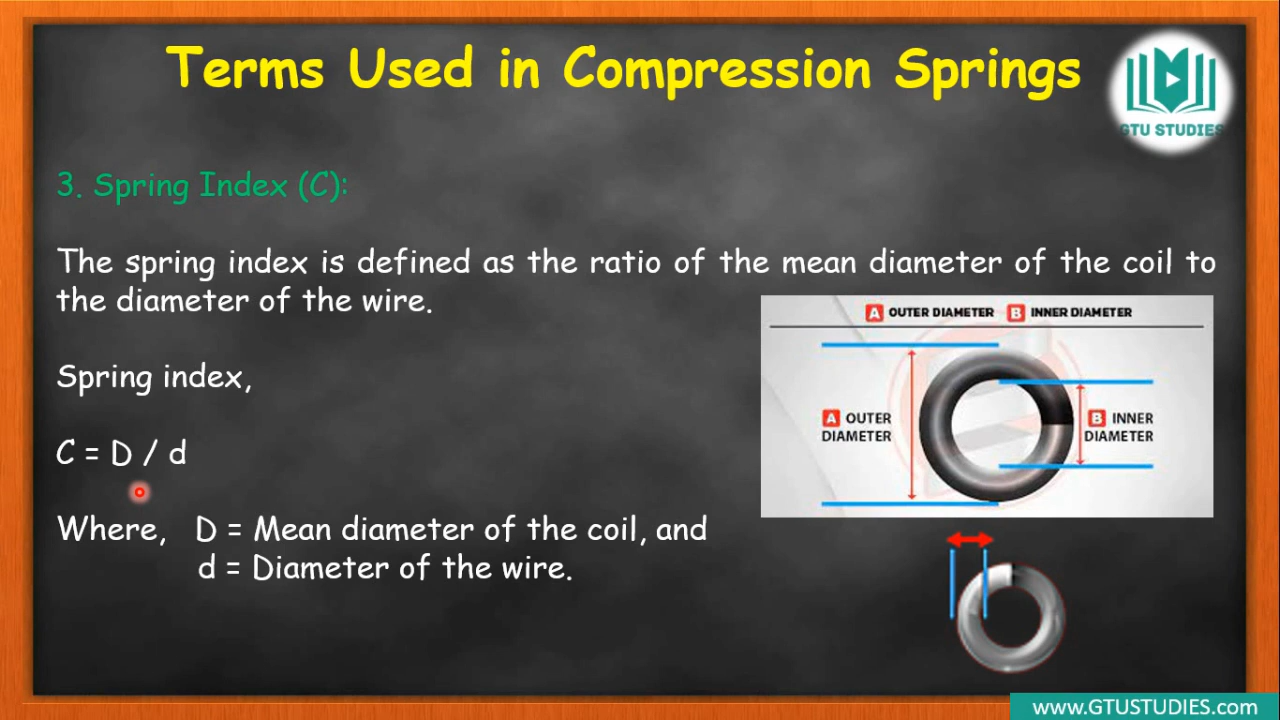 Terms Used in Compression Springs
GTU STUDIES
3. Spring Index (C):
The spring index is defined as the ratio of the mean diameter of the coil to
the diameter of the wire.
A OUTER DIAMETER B INNER DIAMETER
Spring index,
A OUTER
DIAMETER
B INNER
DIAMETER
C = D / d
Where, D = Mean diameter of the coil, and
d = Diameter of the wire.
www.GTUSTUDIES.com